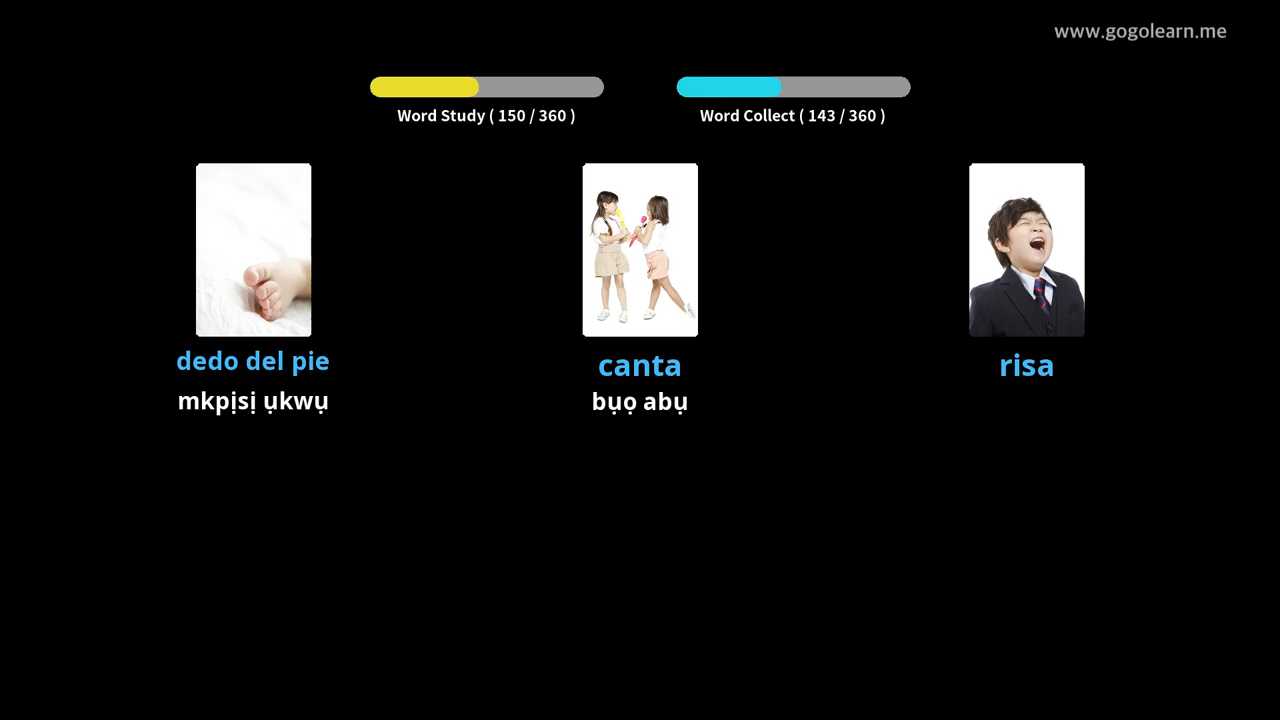 www.gogolearn.me
Word Study ( 150 / 360 )
Word Collect ( 143 / 360 )
dedo del pie
mkpịsị ụkwụ
canta
bụọ abụ
risa